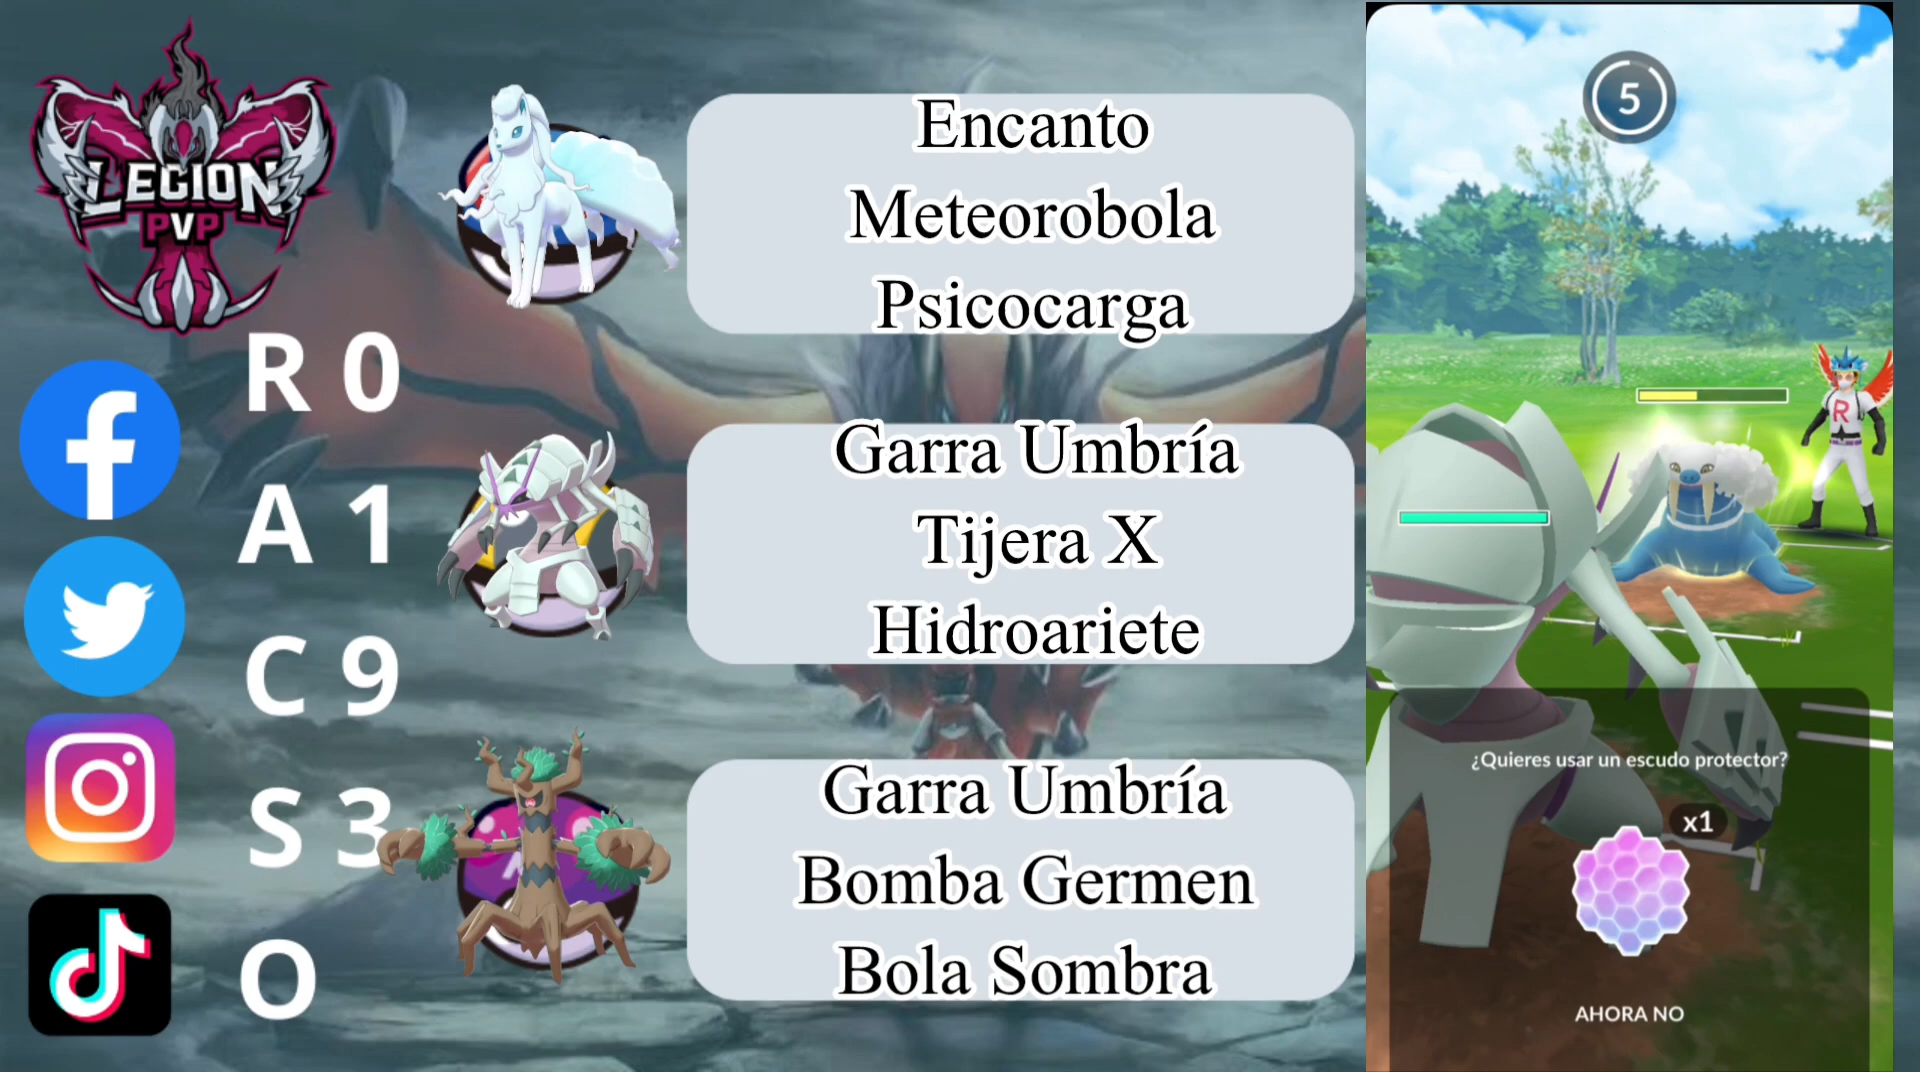 LEGION
PVP
R 0
A 1
C 9
S 3
O
Encanto
Meteorobola
Psicocarga
Garra Umbría
Tijera X
Hidroariete
Garra Umbría
Bomba Germen
Bola Sombra
5
R
¿Quieres usar un escudo protector?
x1
AHORA NO